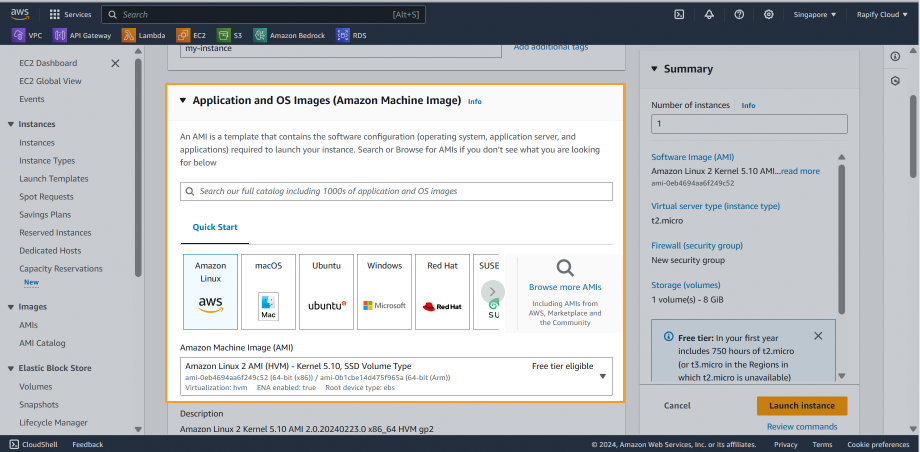 aws
Services
Search
[Alt+S]
Singapore
Rapify Cloud
VPC
API Gateway
Lambda
EC2
S3
Amazon Bedrock
RDS
EC2 Dashboard
EC2 Global View
Events
Instances
Instances
Instance Types
Launch Templates
Spot Requests
Savings Plans
Reserved Instances
Dedicated Hosts
Capacity Reservations
New
Images
AMIs
AMI Catalog
Elastic Block Store
Volumes
Snapshots
Lifecycle Manager
my-instance
Add additional tags
Application and OS Images (Amazon Machine Image) Info
An AMI is a template that contains the software configuration (operating system, application server, and
applications) required to launch your instance. Search or Browse for AMIs if you don't see what you are looking
for below
Search our full catalog including 1000s of application and OS images
Quick Start
Amazon
Linux
aws
macOS
Mac
Ubuntu
ubuntu
Windows
Microsoft
Red Hat
Red Hat
SUSE
SU
Browse more AMIs
Including AMIs from
AWS, Marketplace and
the Community
Amazon Machine Image (AMI)
Amazon Linux 2 AMI (HVM) - Kernel 5.10, SSD Volume Type
Free tier eligible
ami-0eb4694aa6f249c52 (64-bit (x86)) / ami-0b1cbe14d475f965a (64-bit (Arm))
Virtualization: hvm ENA enabled: true Root device type: ebs
Description
Amazon Linux 2 Kernel 5.10 AMI 2.0.20240223.0 x86_64 HVM gp2
Summary
Number of instances Info
1
Software Image (AMI)
Amazon Linux 2 Kernel 5.10 AMI...read more
ami-0eb4694aa6f249c52
Virtual server type (instance type)
t2.micro
Firewall (security group)
New security group
Storage (volumes)
1 volume(s) - 8 GiB
Free tier: In your first year
includes 750 hours of t2.micro
(or t3.micro in the Regions in
which t2.micro is unavailable)
Cancel
Launch instance
Review commands
CloudShell
Feedback
© 2024, Amazon Web Services, Inc. or its affiliates.
Privacy
Terms
Cookie preferences